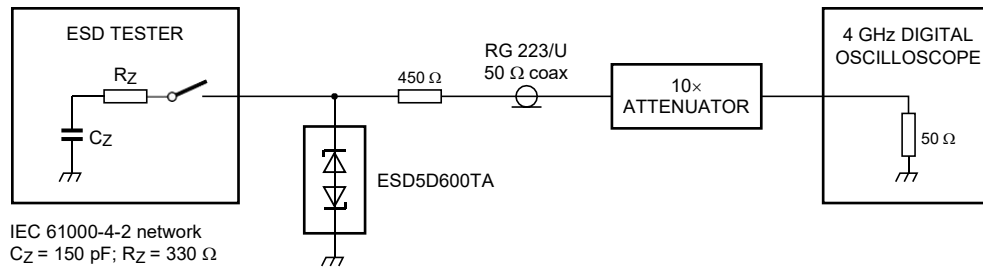 ESD TESTER
RZ
CZ
IEC 61000-4-2 network
CZ = 150 pF; RZ = 330 Ω
450 Ω
RG 223/U
50 Ω coax
ESD5D600TA
10×
ATTENUATOR
4 GHz DIGITAL
OSCILLOSCOPE
50 Ω